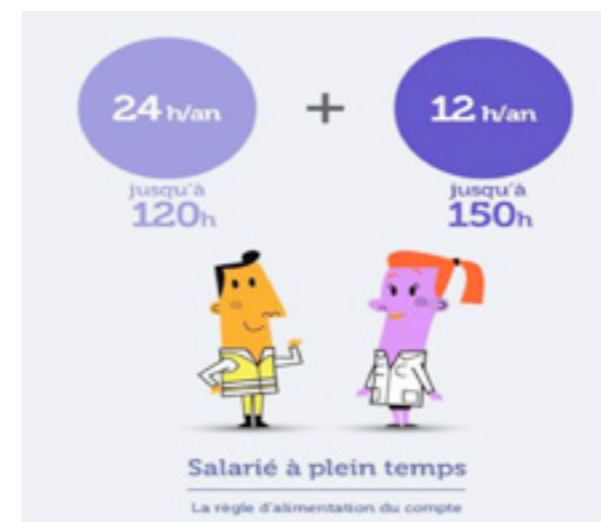 24 h/an + 12 h/an
jusqu'à jusqu'à
120h 150h
Salarié à plein temps
La règle d'alimentation du compte